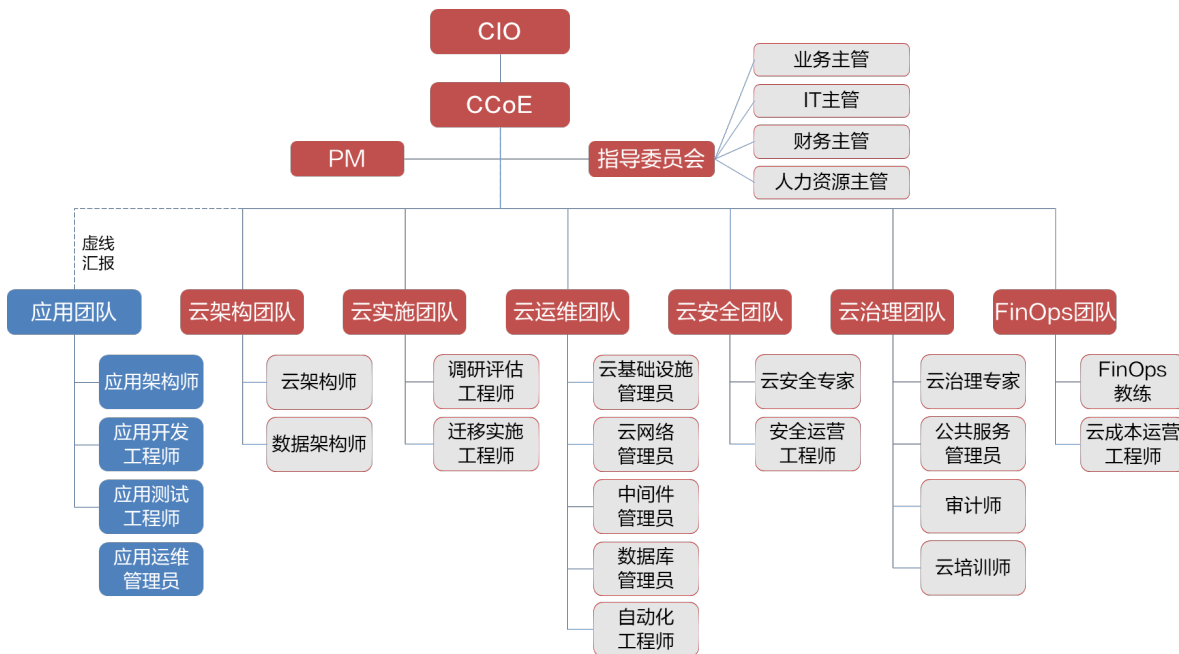 CIO
CCoE
PM
指导委员会
业务主管
IT主管
财务主管
人力资源主管
虚线
汇报
应用团队
应用架构师
应用开发
工程师
应用测试
工程师
应用运维
管理员
云架构团队
云架构师
数据架构师
云实施团队
调研评估
工程师
迁移实施
工程师
云运维团队
云基础设施
管理员
云网络
管理员
中间件
管理员
数据库
管理员
自动化
工程师
云安全团队
云安全专家
安全运营
工程师
云治理团队
云治理专家
公共服务
管理员
审计师
云培训师
FinOps团队
FinOps
教练
云成本运营
工程师